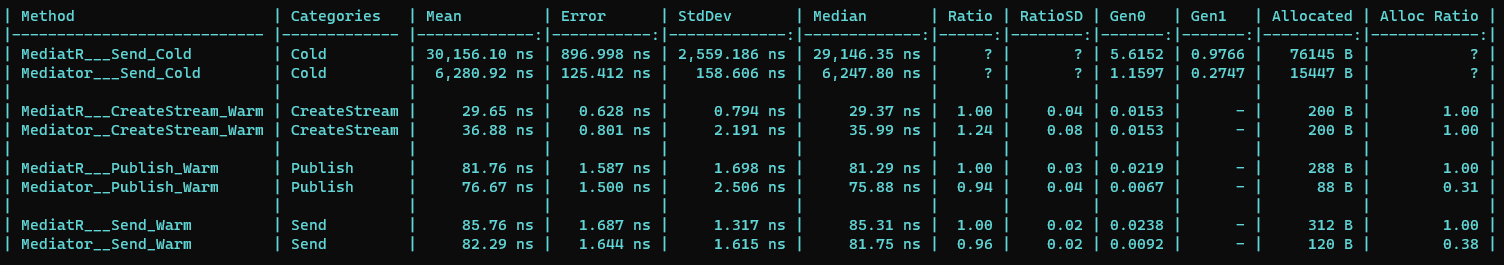 | Method                      | Categories   | Mean         | Error      | StdDev       | Median       | Ratio | RatioSD | Gen0   | Gen1   | Allocated | Alloc Ratio |
|---------------------------- |------------- |-------------:|-----------:|-------------:|-------------:|------:|--------:|-------:|-------:|----------:|------------:|
| MediatR___Send_Cold         | Cold         | 30,156.10 ns | 896.998 ns | 2,559.186 ns | 29,146.35 ns |     ? |       ? | 5.6152 | 0.9766 |   76145 B |           ? |
| Mediator___Send_Cold        | Cold         |  6,280.92 ns | 125.412 ns |   158.606 ns |  6,247.80 ns |     ? |       ? | 1.1597 | 0.2747 |   15447 B |           ? |
|                             |              |              |            |              |              |       |         |        |        |           |             |
| MediatR___CreateStream_Warm | CreateStream |     29.65 ns |   0.628 ns |     0.794 ns |     29.37 ns |  1.00 |    0.04 | 0.0153 |      - |     200 B |        1.00 |
| Mediator__CreateStream_Warm | CreateStream |     36.88 ns |   0.801 ns |     2.191 ns |     35.99 ns |  1.24 |    0.08 | 0.0153 |      - |     200 B |        1.00 |
|                             |              |              |            |              |              |       |         |        |        |           |             |
| MediatR___Publish_Warm      | Publish      |     81.76 ns |   1.587 ns |     1.698 ns |     81.29 ns |  1.00 |    0.03 | 0.0219 |      - |     288 B |        1.00 |
| Mediator__Publish_Warm      | Publish      |     76.67 ns |   1.500 ns |     2.506 ns |     75.88 ns |  0.94 |    0.04 | 0.0067 |      - |      88 B |        0.31 |
|                             |              |              |            |              |              |       |         |        |        |           |             |
| MediatR___Send_Warm         | Send         |     85.76 ns |   1.687 ns |     1.317 ns |     85.31 ns |  1.00 |    0.02 | 0.0238 |      - |     312 B |        1.00 |
| Mediator__Send_Warm         | Send         |     82.29 ns |   1.644 ns |     1.615 ns |     81.75 ns |  0.96 |    0.02 | 0.0092 |      - |     120 B |        0.38 |